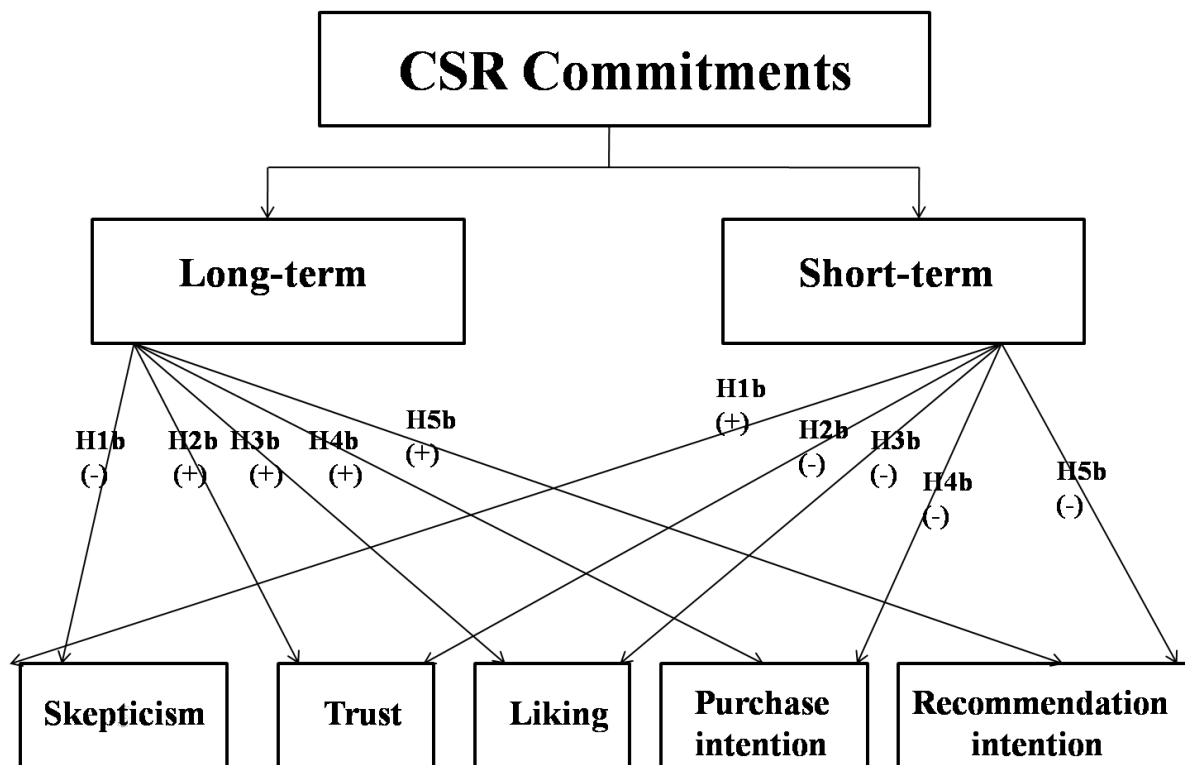 CSR Commitments
Long-term
Short-term
H1b
(-)
H2b
(+)
H3b
(+)
H4b
(+)
H5b
(+)
H1b
(+)
H2b
(-)
H3b
(-)
H4b
(-)
H5b
(-)
Skepticism
Trust
Liking
Purchase
intention
Recommendation
intention